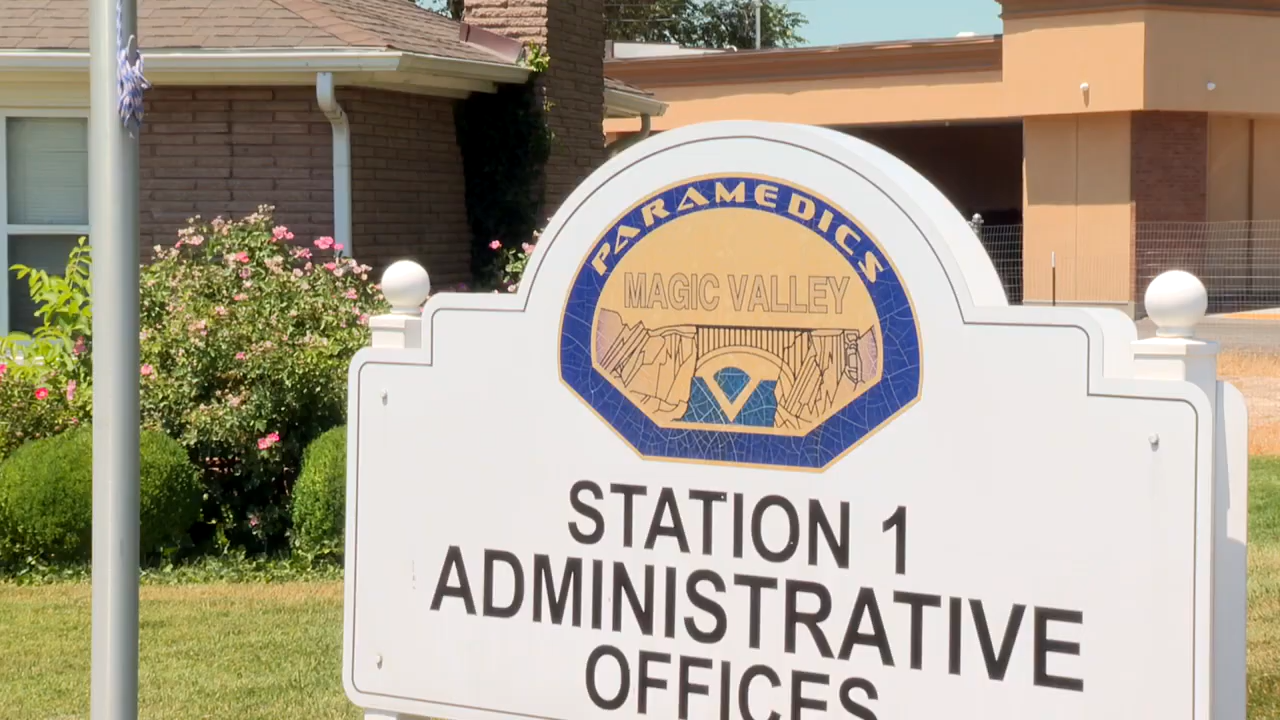 PARAMEDICS
MAGIC VALLEY
STATION 1
ADMINISTRATIVE
OFFICES